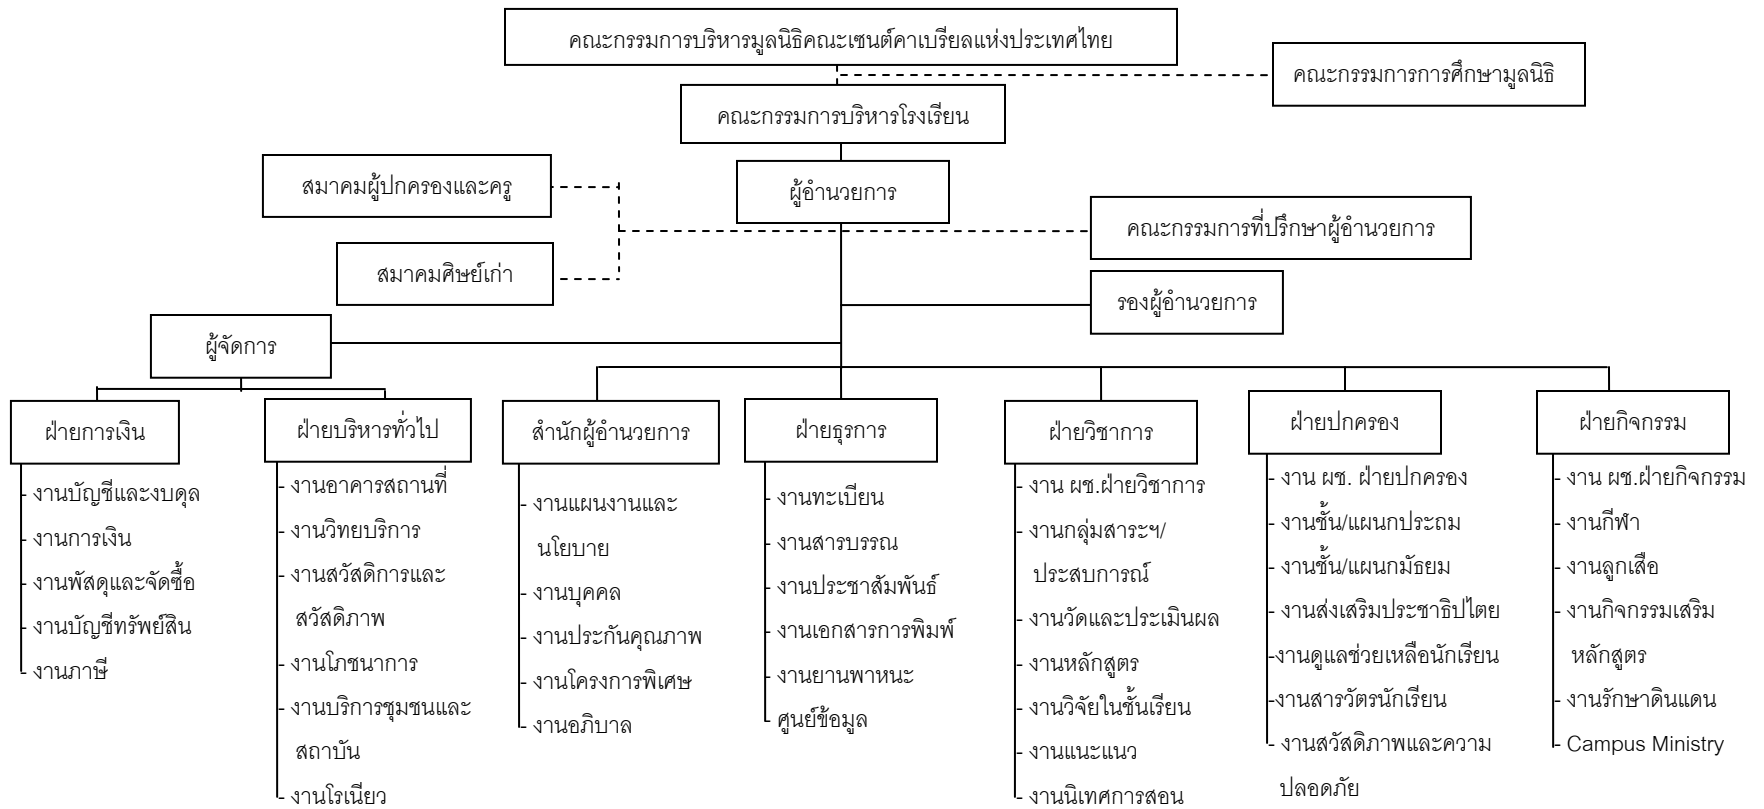 คณะกรรมการบริหารมูลนิธิคณะเซนต์คาเบรียลแห่งประเทศไทย
คณะกรรมการการศึกษามูลนิธิ
คณะกรรมการบริหารโรงเรียน
สมาคมผู้ปกครองและครู
ผู้อำนวยการ
คณะกรรมการที่ปรึกษาผู้อำนวยการ
สมาคมศิษย์เก่า
รองผู้อำนวยการ
ผู้จัดการ
ฝ่ายการเงิน
- งานบัญชีและงบดุล
- งานการเงิน
- งานพัสดุและจัดซื้อ
- งานบัญชีทรัพย์สิน
- งานภาษี
ฝ่ายบริหารทั่วไป
- งานอาคารสถานที่
- งานวิทยบริการ
- งานสวัสดิการและ
สวัสดิภาพ
- งานโภชนาการ
- งานบริการชุมชนและ
สถาบัน
- งานโรเนียว
สำนักผู้อำนวยการ
- งานแผนงานและ
นโยบาย
- งานบุคคล
- งานประกันคุณภาพ
- งานโครงการพิเศษ
- งานอภิบาล
ฝ่ายธุรการ
- งานทะเบียน
- งานสารบรรณ
- งานประชาสัมพันธ์
- งานเอกสารการพิมพ์
- งานยานพาหนะ
- ศูนย์ข้อมูล
ฝ่ายวิชาการ
- งาน ผช.ฝ่ายวิชาการ
- งานกลุ่มสาระฯ/
ประสบการณ์
- งานวัดและประเมินผล
- งานหลักสูตร
- งานวิจัยในชั้นเรียน
- งานแนะแนว
- งานนิเทศการสอน
ฝ่ายปกครอง
- งาน ผช. ฝ่ายปกครอง
- งานชั้น/แผนกประถม
- งานชั้น/แผนกมัธยม
- งานส่งเสริมประชาธิปไตย
-งานดูแลช่วยเหลือนักเรียน
-งานสารวัตรนักเรียน
- งานสวัสดิภาพและความ
ปลอดภัย
ฝ่ายกิจกรรม
- งาน ผช.ฝ่ายกิจกรรม
- งานกีฬา
- งานลูกเสือ
- งานกิจกรรมเสริม
หลักสูตร
- งานรักษาดินแดน
- Campus Ministry